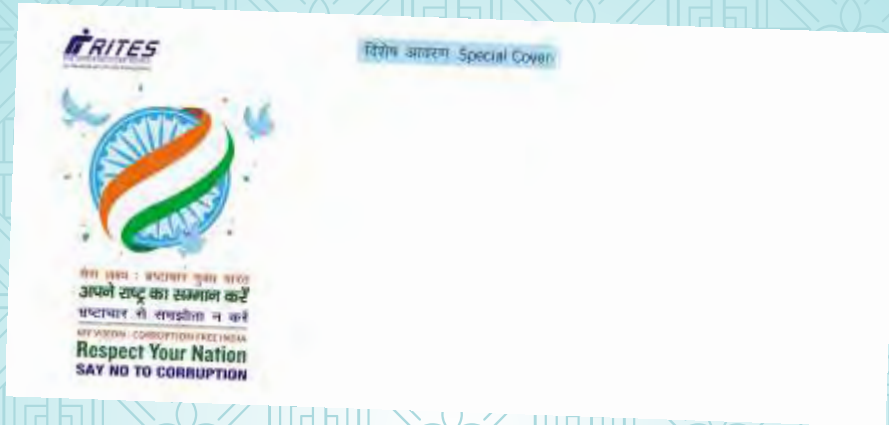 RITES
विशेष आवरण Special Cover
मेरा लक्ष्य : भ्रष्टाचार मुक्त भारत
अपने राष्ट्र का सम्मान करें
भ्रष्टाचार से समझौता न करें
MY VISION : CORRUPTION FREE INDIA
Respect Your Nation
SAY NO TO CORRUPTION